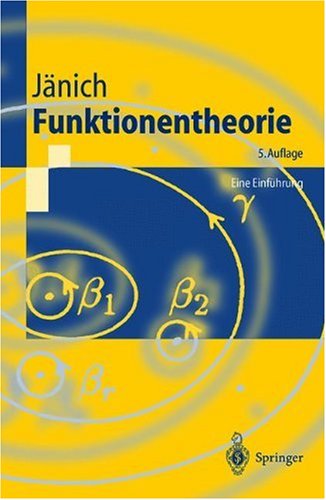 Jänich
Funktionentheorie
5. Auflage
Eine Einführung
γ
β₁
β₂
βᵣ
Springer